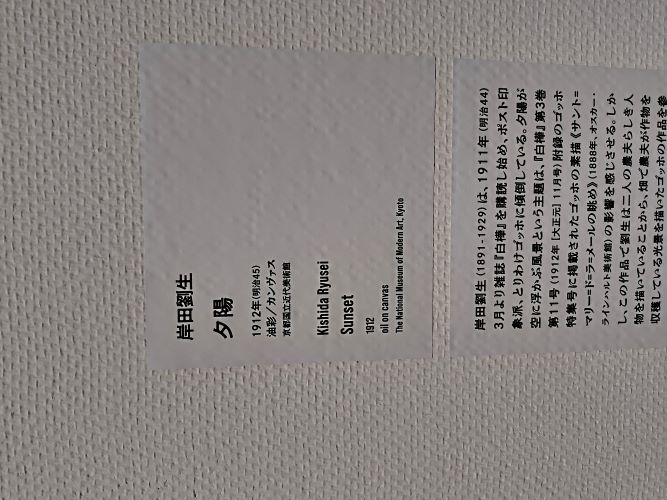 岸田劉生
夕陽
1912年(明治45)
油彩／カンヴァス
京都国立近代美術館
Kishida Ryusei
Sunset
1912
oil on canvas
The National Museum of Modern Art, Kyoto
岸田劉生(1891-1929)は、1911年(明治44)
3月より雑誌『白樺』を購読し始め、ポスト印
象派、とりわけゴッホに傾倒している。夕陽が
空に浮かぶ風景という主題は、『白樺』第3巻
第11号(1912年[大正元]11月号)附録のゴッホ
特集号に掲載されたゴッホの素描《サント=
マリー=ド=ラ=メールの眺め》(1888年、オスカー・
ラインハルト美術館)の影響を感じさせる。しか
し、この作品で劉生は二人の農夫らしき人
物を描いていることから、畑で農夫が作物を
収穫している光景を描いたゴッホの作品を参